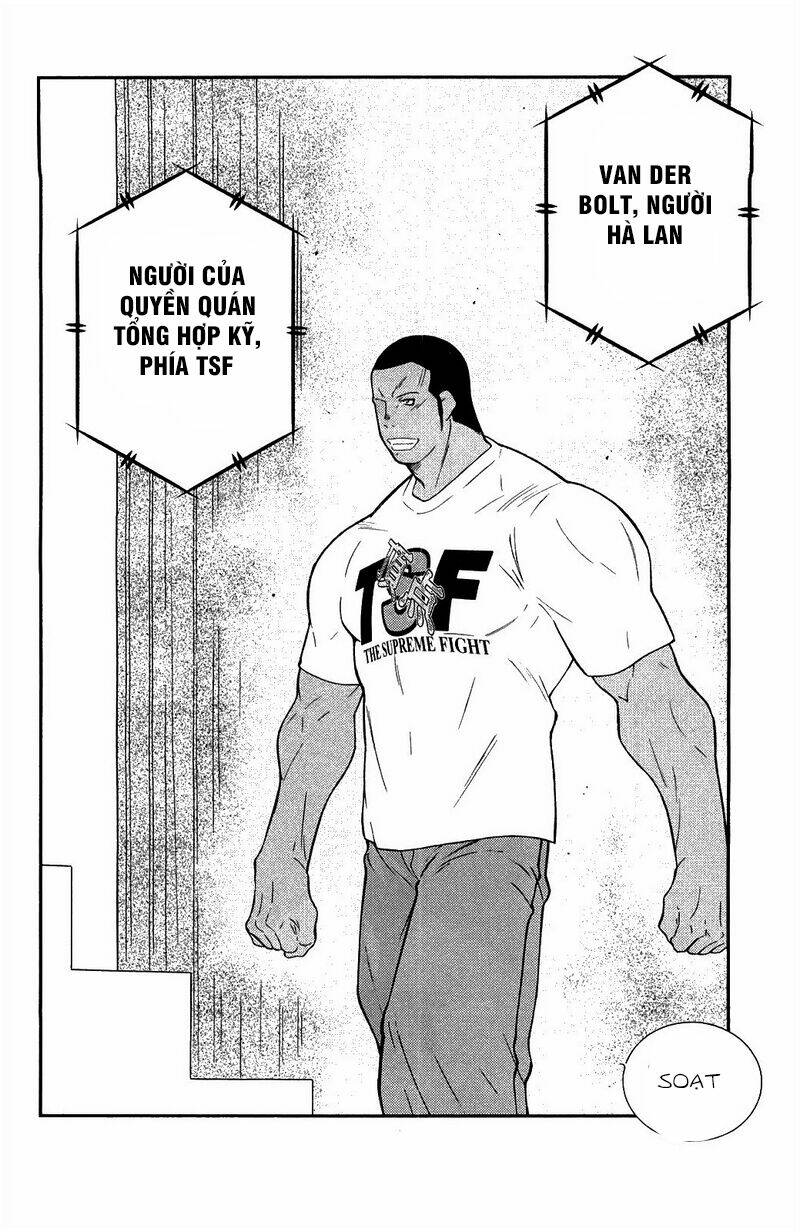 VAN DER
BOLT, NGƯỜI
HÀ LAN
NGƯỜI CỦA
QUYỀN QUÁN
TỔNG HỢP KỸ,
PHÍA TSF
TSF
THE SUPREME FIGHT
SOẠT